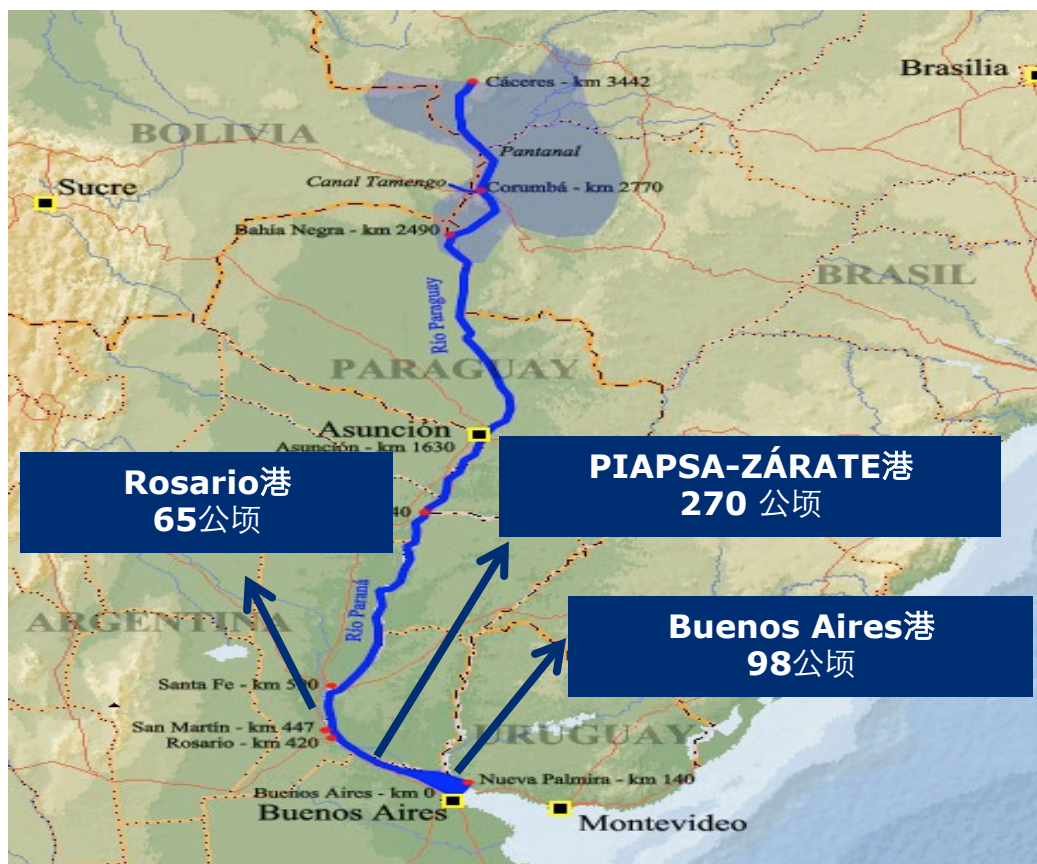 Cáceres - km 3442
Brasilia
BOLIVIA
Pantanal
Canal Tamengo
Sucre
Corumbá - km 2770
Bahía Negra - km 2490
BRASIL
Río Paraguay
PARAGUAY
Asunción
Asunción - km 1630
PIAPSA-ZÁRATE港
270 公顷
Rosario港
65公顷
40
Río Paraná
ARGENTINA
Buenos Aires港
98公顷
Santa Fe - km
San Martín - km 447
Rosario - km 420
URUGUAY
Nueva Palmira - km 140
Buenos Aires - km 0
Buenos Aires
Montevideo